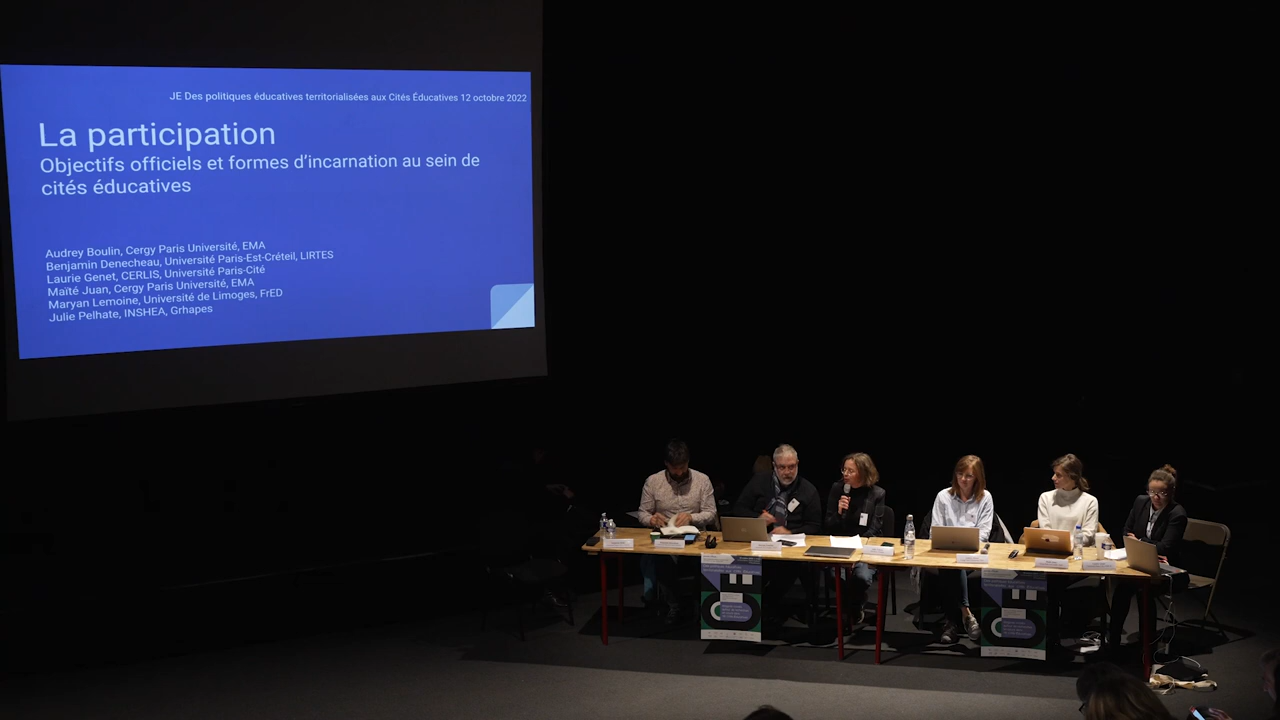 JE Des politiques éducatives territorialisées aux Cités Éducatives 12 octobre 2022
La participation
Objectifs officiels et formes d'incarnation au sein de
cités éducatives
Audrey Boulin, Cergy Paris Université, EMA
Benjamin Denecheau, Université Paris-Est-Créteil, LIRTES
Laurie Genet, CERLIS, Université Paris-Cité
Maïté Juan, Cergy Paris Université, EMA
Maryan Lemoine, Université de Limoges, FrED
Julie Pelhate, INSHEA, Grhapes